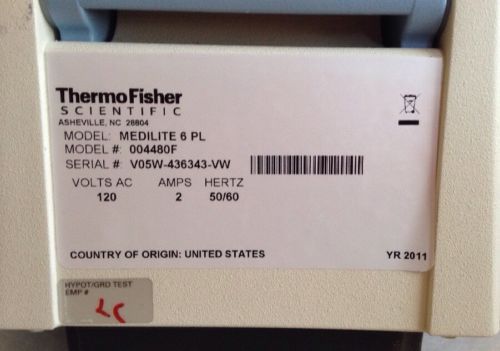 ThermoFisher
SCIENTIFIC
ASHEVILLE, NC 28804
MODEL: MEDILITE 6 PL
MODEL #: 004480F
SERIAL #: V05W-436343-VW
VOLTS AC AMPS HERTZ
120 2 50/60
COUNTRY OF ORIGIN: UNITED STATES YR 2011
HYPOT/GRD TEST
EMP #
LC